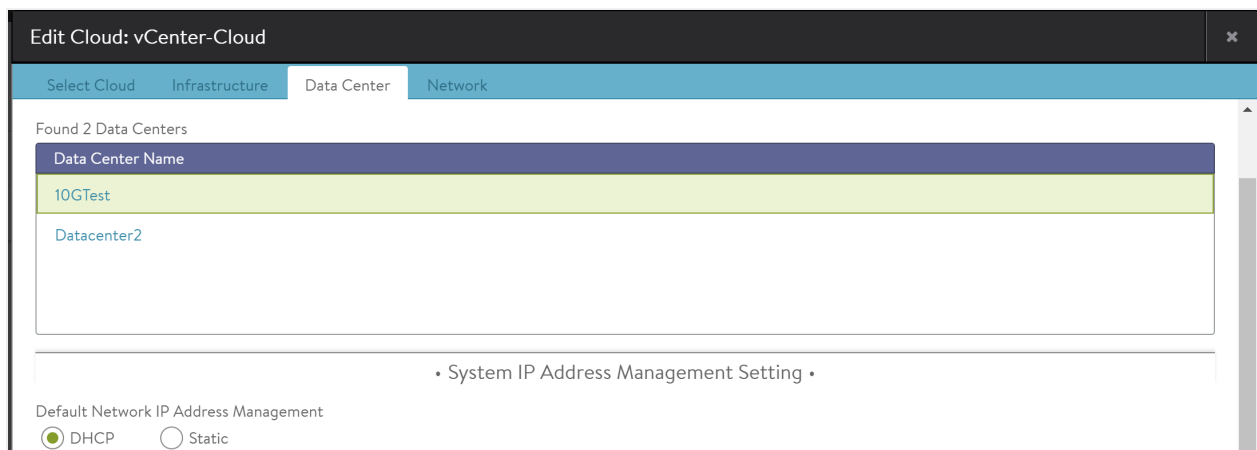 Edit Cloud: vCenter-Cloud
Select Cloud Infrastructure Data Center Network
Found 2 Data Centers
Data Center Name
10GTest
Datacenter2
• System IP Address Management Setting •
Default Network IP Address Management
DHCP Static